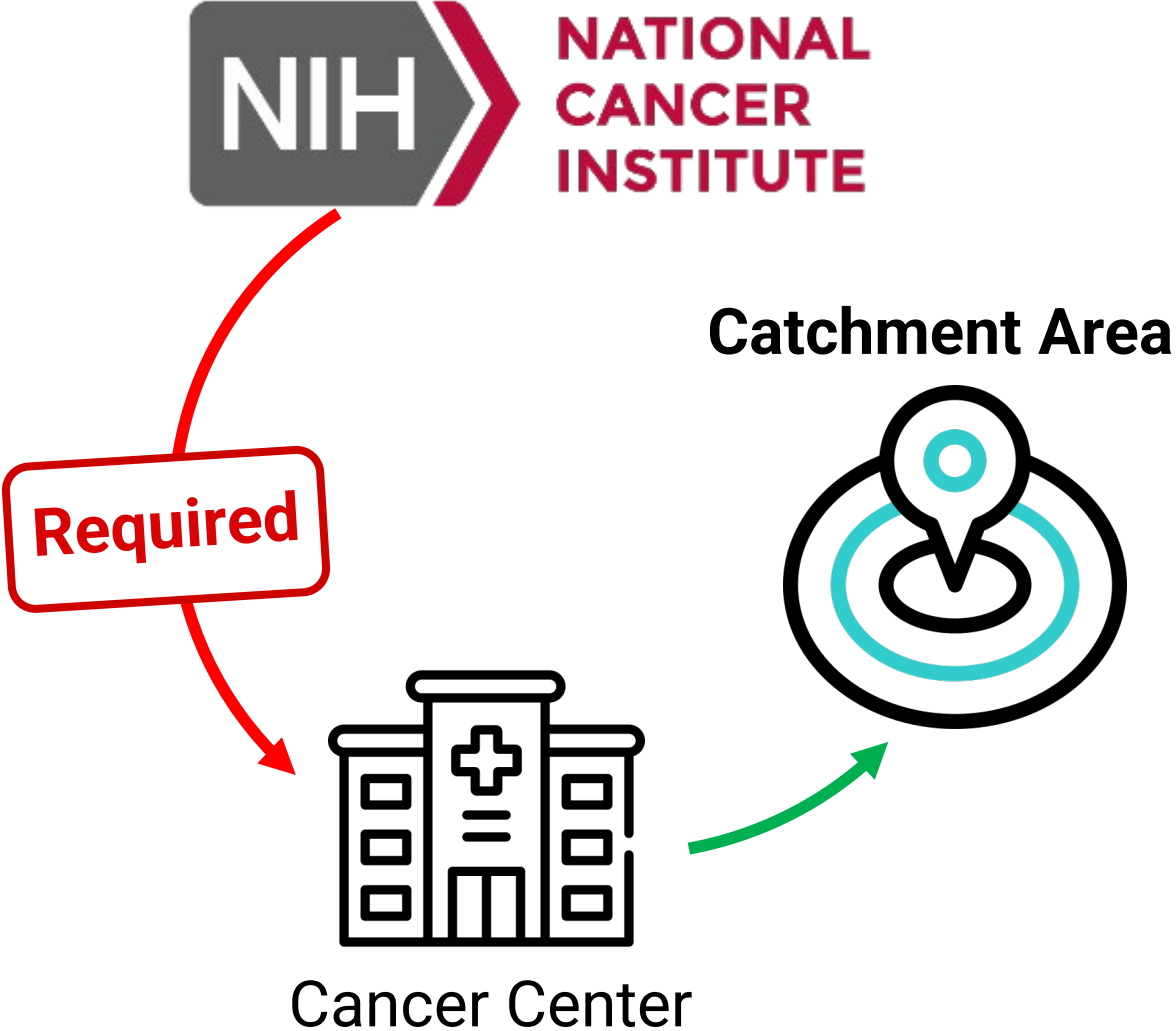 NIH
NATIONAL
CANCER
INSTITUTE
Catchment Area
Required
Cancer Center